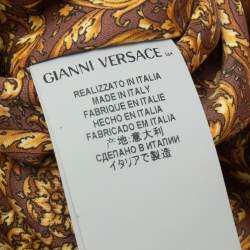 GIANNI VERSACE SpA
REALIZZATO IN ITALIA
MADE IN ITALY
FABRIQUE EN ITALIE
HECHO EN ITALIA
FABRICADO EM ITALIA
产地:意大利
СДЕЛАНО В ИТАЛИИ
イタリアで製造